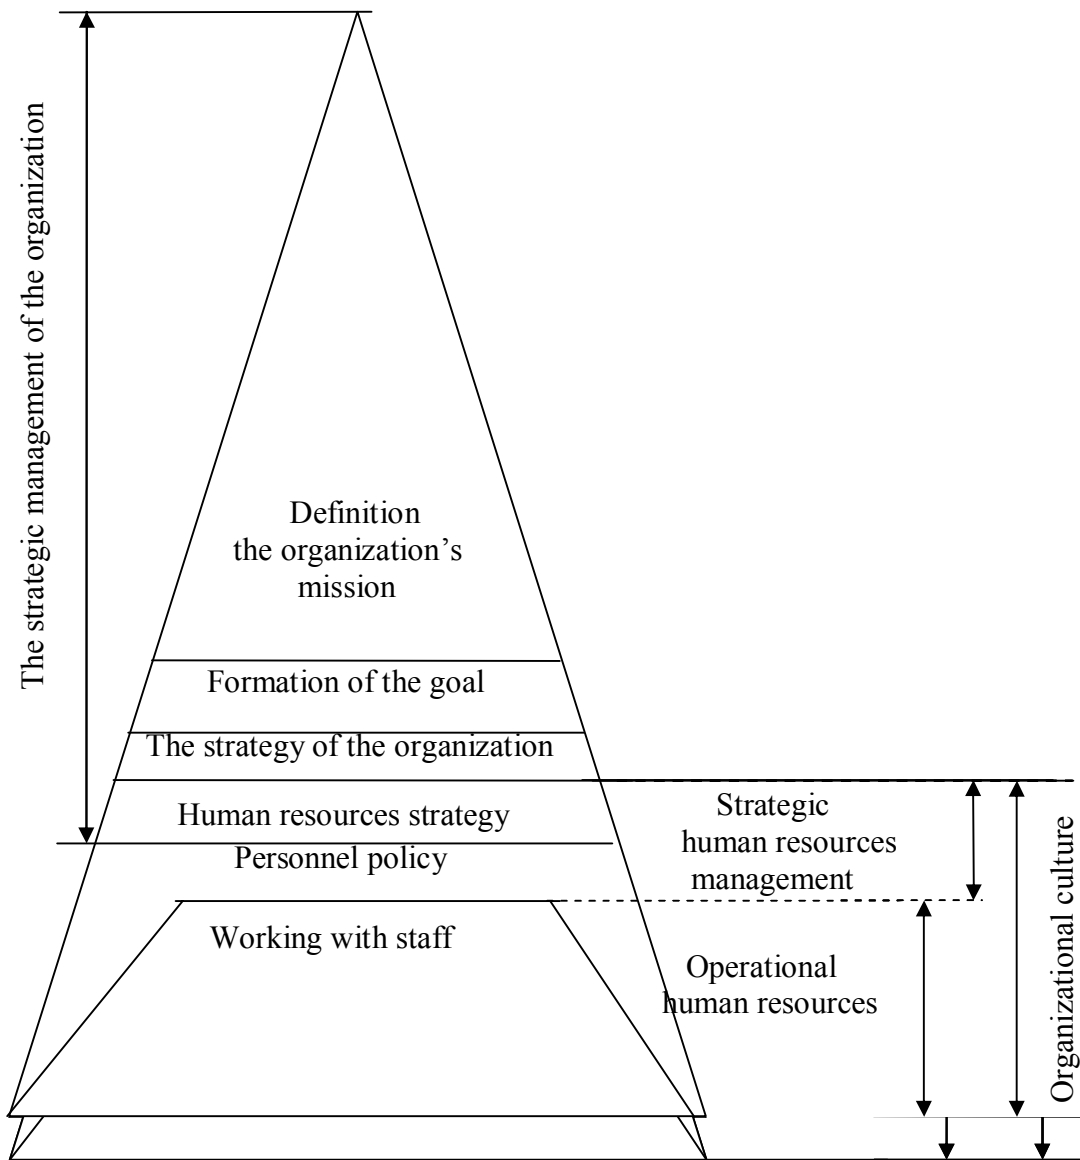 The strategic management of the organization
Definition
the organization's
mission
Formation of the goal
The strategy of the organization
Human resources strategy
Personnel policy
Working with staff
Strategic
human resources
management
Operational
human resources
Organizational culture